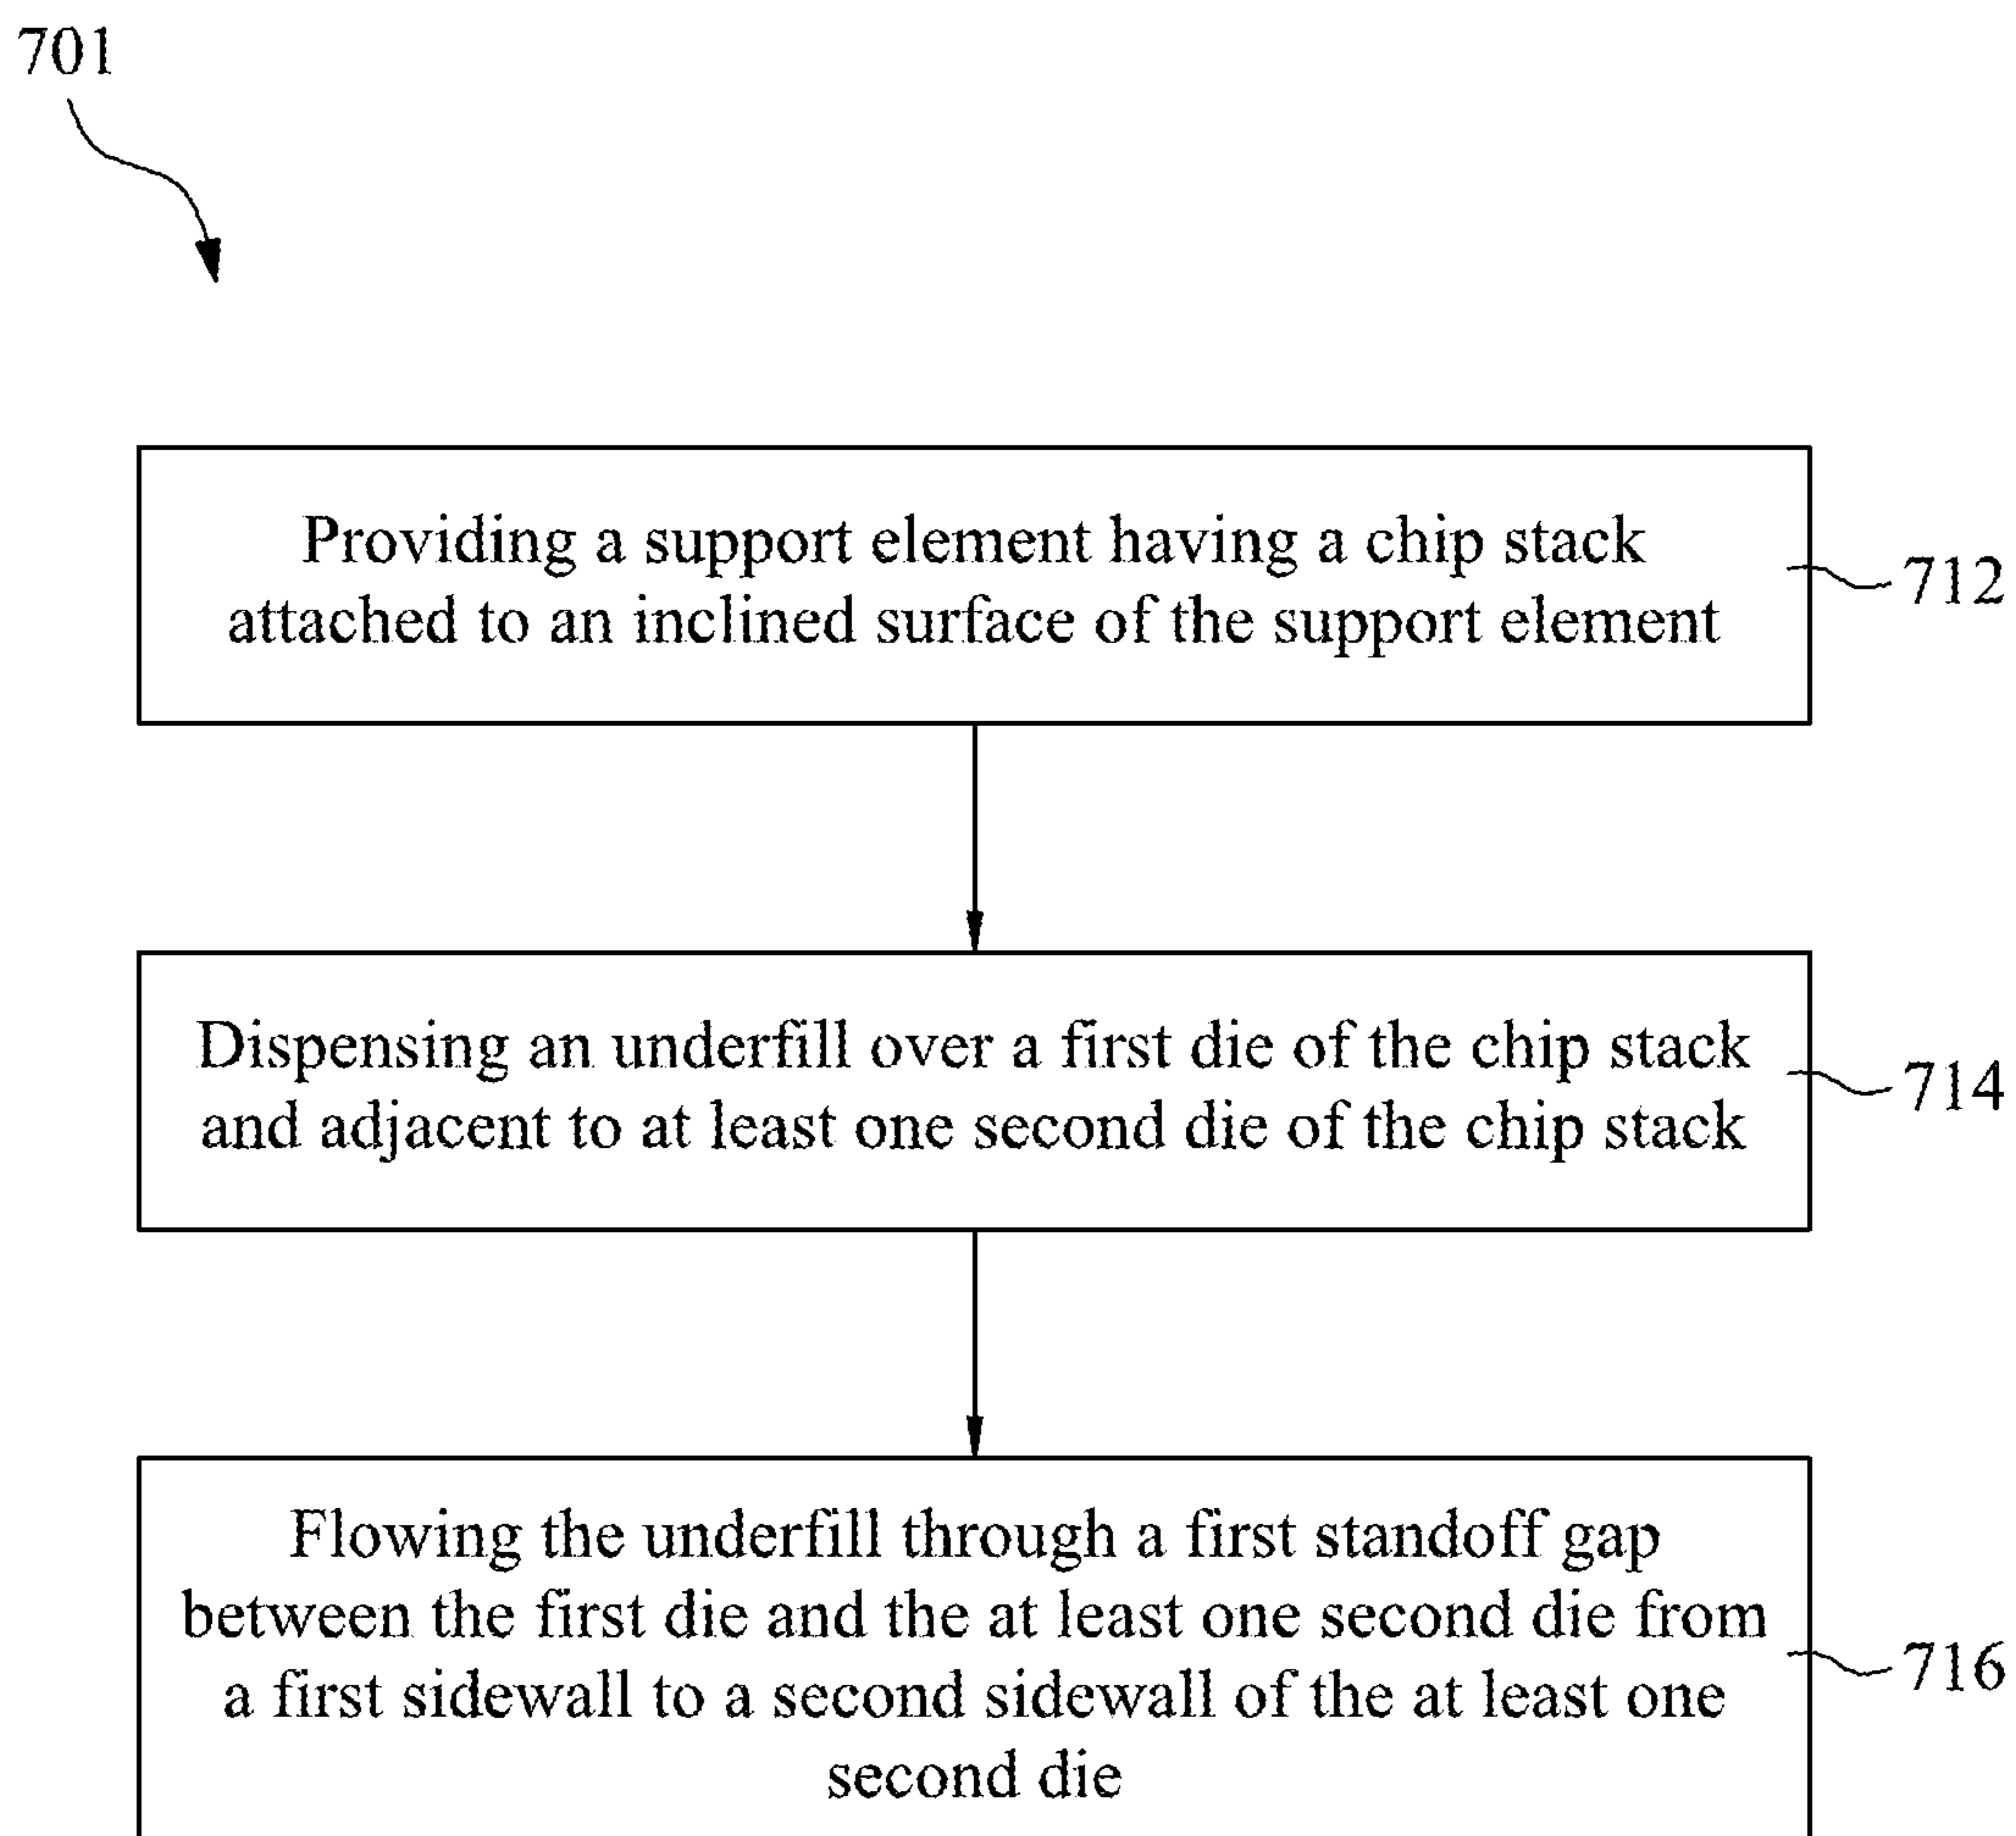 701
Providing a support element having a chip stack
attached to an inclined surface of the support element
712
Dispensing an underfill over a first die of the chip stack
and adjacent to at least one second die of the chip stack
714
Flowing the underfill through a first standoff gap
between the first die and the at least one second die from
a first sidewall to a second sidewall of the at least one
second die
716